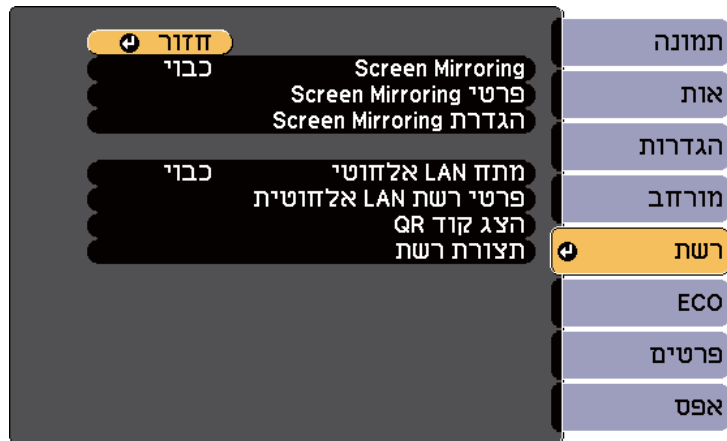 תמונה
אות
הגדרות
מורחב
רשת
ECO
פרטים
אפס
חזור
Screen Mirroring כבוי
פרטי Screen Mirroring
הגדרת Screen Mirroring
מתח LAN אלחוטי כבוי
פרטי רשת LAN אלחוטית
הצג קוד QR
תצורת רשת